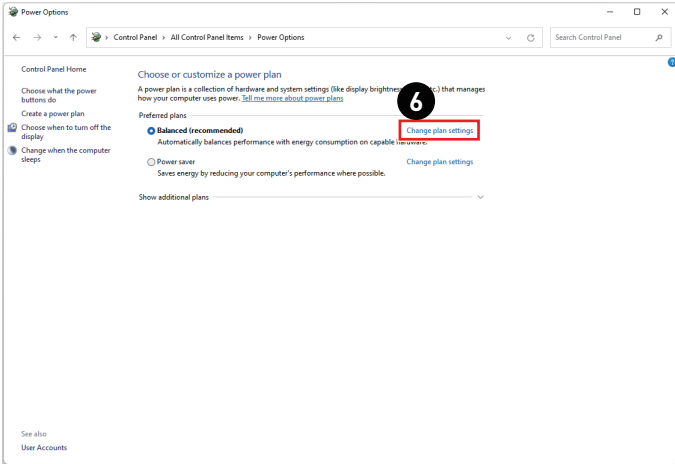 Power Options
Control Panel > All Control Panel Items > Power Options
Search Control Panel
Control Panel Home
Choose what the power
buttons do
Create a power plan
Choose when to turn off the
display
Change when the computer
sleeps
Choose or customize a power plan
A power plan is a collection of hardware and system settings (like display brightness, etc.) that manages
how your computer uses power. Tell me more about power plans
6
Preferred plans
Balanced (recommended)
Change plan settings
Automatically balances performance with energy consumption on capable hardware.
Power saver
Change plan settings
Saves energy by reducing your computer's performance where possible.
Show additional plans
See also
User Accounts